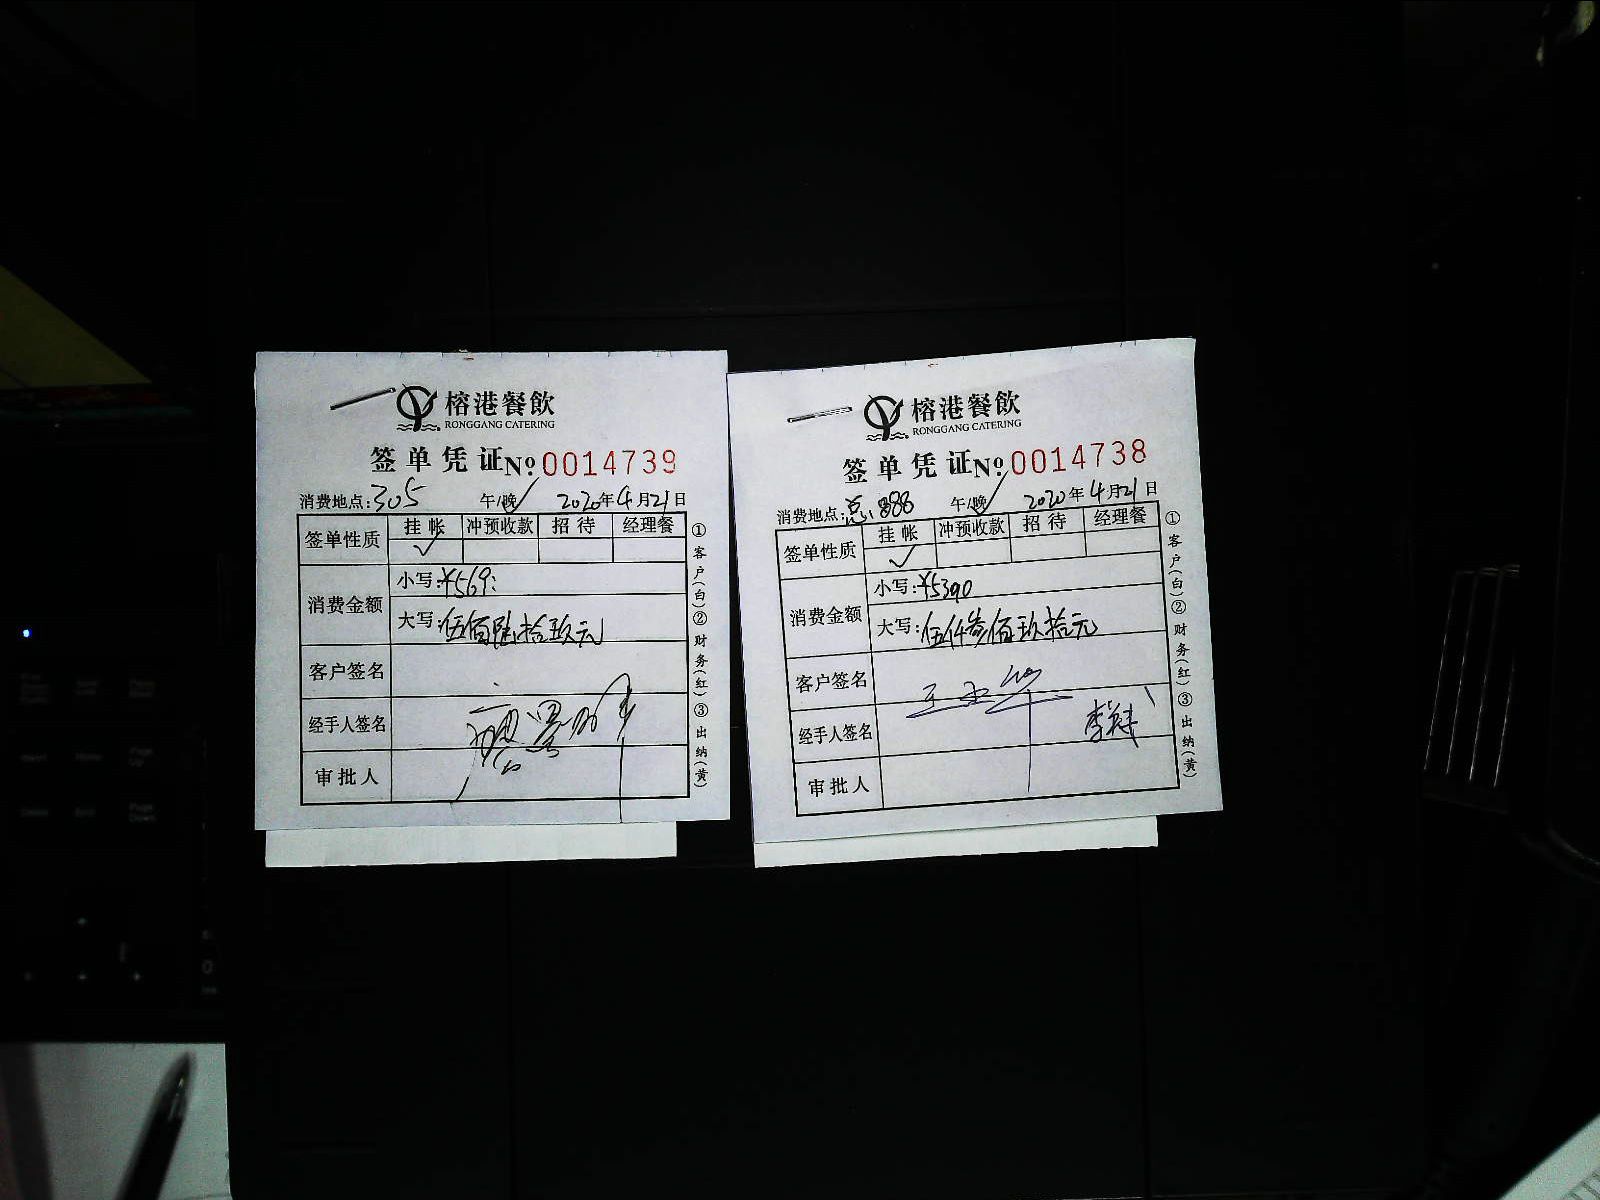 榕港餐飲
RONGGANG CATERING
签单凭证 No 0014739
消费地点:305 午/晚✓ 2020年4月21日
签单性质 挂帐 冲预收款 招待 经理餐
✓
消费金额
小写:¥569:
大写:伍佰陆拾玖元
客户签名
经手人签名
审批人
①客户(白)②财务(红)③出纳(黄)
榕港餐飲
RONGGANG CATERING
签单凭证 No 0014738
消费地点:总888 午/晚✓ 2020年4月21日
签单性质 挂帐 冲预收款 招待 经理餐
✓
消费金额
小写:¥5390
大写:伍仟叁佰玖拾元
客户签名
经手人签名
审批人
①客户(白)②财务(红)③出纳(黄)